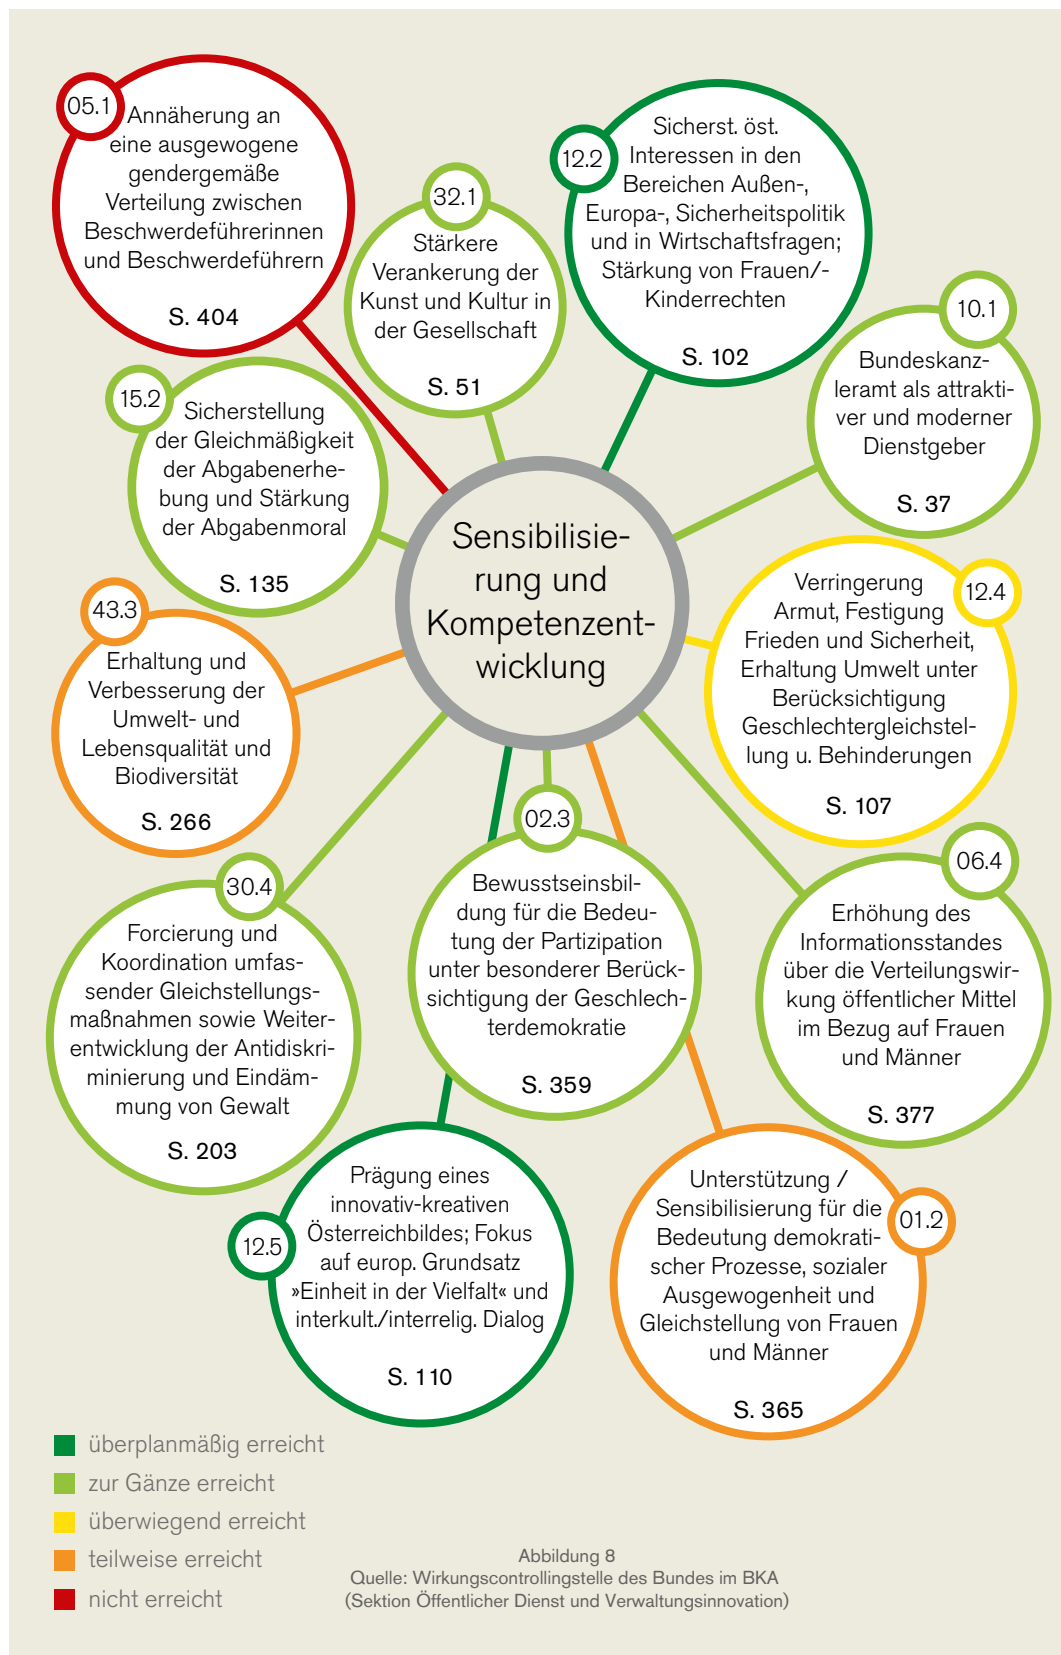 05.1
Annäherung an
eine ausgewogene
gendergemäße
Verteilung zwischen
Beschwerdeführerinnen
und Beschwerdeführern
S. 404
32.1
Stärkere
Verankerung der
Kunst und Kultur in
der Gesellschaft
S. 51
12.2
Sicherst. öst.
Interessen in den
Bereichen Außen-,
Europa-, Sicherheitspolitik
und in Wirtschaftsfragen;
Stärkung von Frauen/-
Kinderrechten
S. 102
10.1
Bundeskanz-
leramt als attrakti-
ver und moderner
Dienstgeber
S. 37
15.2
Sicherstellung
der Gleichmäßigkeit
der Abgabenerhe-
bung und Stärkung
der Abgabenmoral
S. 135
Sensibilisie-
rung und
Kompetenzent-
wicklung
12.4
Verringerung
Armut, Festigung
Frieden und Sicherheit,
Erhaltung Umwelt unter
Berücksichtigung
Geschlechtergleichstel-
lung u. Behinderungen
S. 107
43.3
Erhaltung und
Verbesserung der
Umwelt- und
Lebensqualität und
Biodiversität
S. 266
02.3
Bewusstseinsbil-
dung für die Bedeu-
tung der Partizipation
unter besonderer Berück-
sichtigung der Geschlech-
terdemokratie
S. 359
06.4
Erhöhung des
Informationsstandes
über die Verteilungswir-
kung öffentlicher Mittel
im Bezug auf Frauen
und Männer
S. 377
30.4
Forcierung und
Koordination umfas-
sender Gleichstellungs-
maßnahmen sowie Weiter-
entwicklung der Antidiskri-
minierung und Eindäm-
mung von Gewalt
S. 203
12.5
Prägung eines
innovativ-kreativen
Österreichbildes; Fokus
auf europ. Grundsatz
»Einheit in der Vielfalt« und
interkult./interrelig. Dialog
S. 110
01.2
Unterstützung /
Sensibilisierung für die
Bedeutung demokrati-
scher Prozesse, sozialer
Ausgewogenheit und
Gleichstellung von Frauen
und Männer
S. 365
überplanmäßig erreicht
zur Gänze erreicht
überwiegend erreicht
teilweise erreicht
nicht erreicht
Abbildung 8
Quelle: Wirkungscontrollingstelle des Bundes im BKA
(Sektion Öffentlicher Dienst und Verwaltungsinnovation)